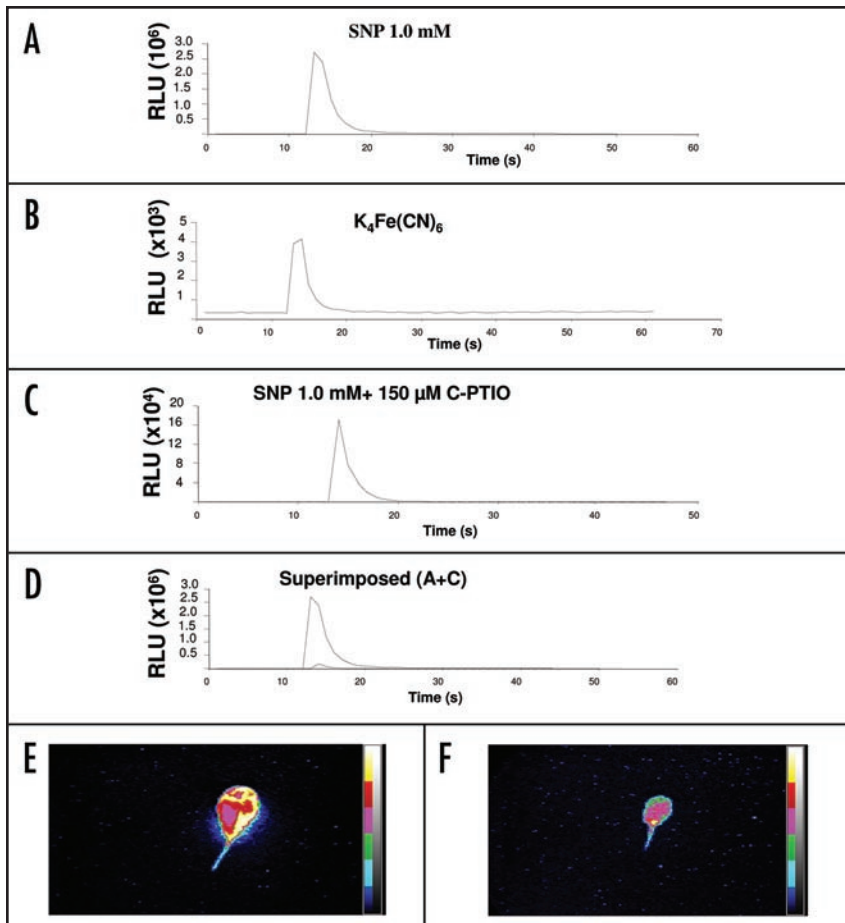 A
SNP 1.0 mM
RLU (10⁶)
3.0
2.5
2.0
1.5
1.0
0.5
0 10 20 30 40 50 60
Time (s)
B
K₄Fe(CN)₆
RLU (x10³)
5
4
3
2
1
0 10 20 30 40 50 60 70
Time (s)
C
SNP 1.0 mM+ 150 µM C-PTIO
RLU (x10⁴)
20
16
12
8
4
0 10 20 30 40 50
Time (s)
D
Superimposed (A+C)
RLU (x10⁶)
3.0
2.5
2.0
1.5
1.0
0.5
0 10 20 30 40 50 60
Time (s)
E
F